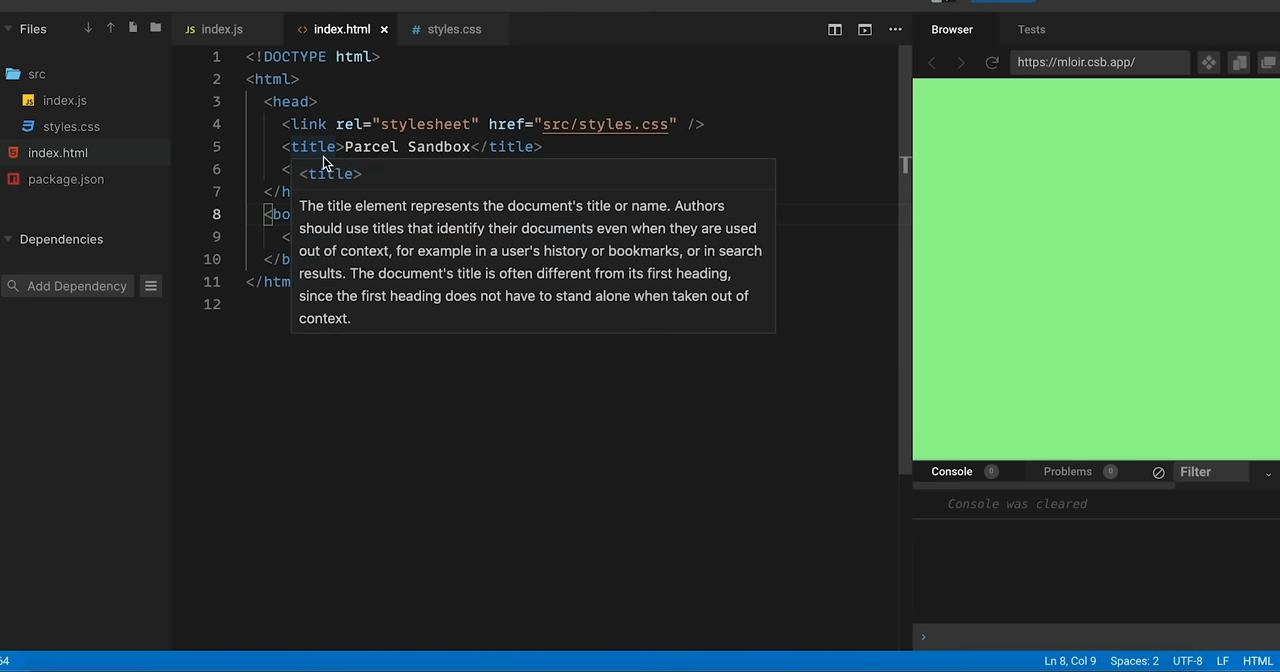 Files
JS index.js
<> index.html ×
# styles.css
Browser
Tests
https://mloir.csb.app/
src
JS index.js
styles.css
index.html
package.json
Dependencies
Add Dependency
1 <!DOCTYPE html>
2 <html>
3 <head>
4 <link rel="stylesheet" href="src/styles.css" />
5 <title>Parcel Sandbox</title>
6 <
7 </h
8 <bo
9 <
10 </b
11 </htm
12
<title>
The title element represents the document's title or name. Authors
should use titles that identify their documents even when they are used
out of context, for example in a user's history or bookmarks, or in search
results. The document's title is often different from its first heading,
since the first heading does not have to stand alone when taken out of
context.
Console 0
Problems 0
Filter
Console was cleared
›
64
Ln 8, Col 9
Spaces: 2
UTF-8
LF
HTML